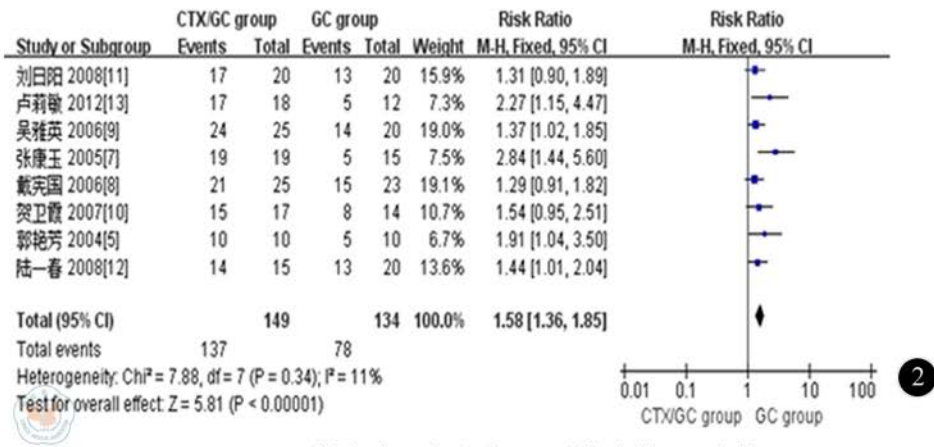 CTX/GC group GC group Risk Ratio Risk Ratio
Study or Subgroup Events Total Events Total Weight M-H, Fixed, 95% CI M-H, Fixed, 95% CI
刘日阳 2008[11] 17 20 13 20 15.9% 1.31 [0.90, 1.89]
卢莉敏 2012[13] 17 18 5 12 7.3% 2.27 [1.15, 4.47]
吴雅英 2006[9] 24 25 14 20 19.0% 1.37 [1.02, 1.85]
张康玉 2005[7] 19 19 5 15 7.5% 2.84 [1.44, 5.60]
戴宪国 2006[8] 21 25 15 23 19.1% 1.29 [0.91, 1.82]
贺卫霞 2007[10] 15 17 8 14 10.7% 1.54 [0.95, 2.51]
郭艳芳 2004[5] 10 10 5 10 6.7% 1.91 [1.04, 3.50]
陆一春 2008[12] 14 15 13 20 13.6% 1.44 [1.01, 2.04]
Total (95% CI) 149 134 100.0% 1.58 [1.36, 1.85]
Total events 137 78
Heterogeneity: Chi² = 7.88, df = 7 (P = 0.34); I² = 11%
Test for overall effect: Z = 5.81 (P < 0.00001)
0.01 0.1 1 10 100
CTX/GC group GC group
2